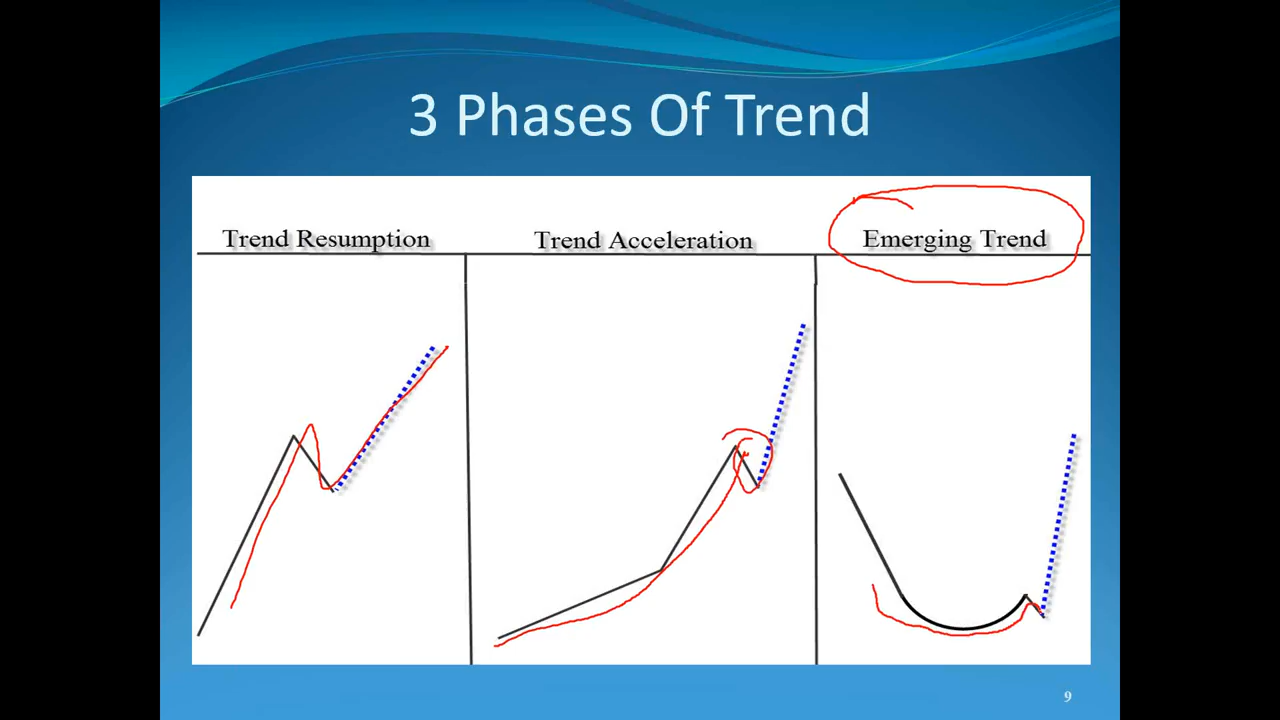 3 Phases Of Trend
Trend Resumption
Trend Acceleration
Emerging Trend
9